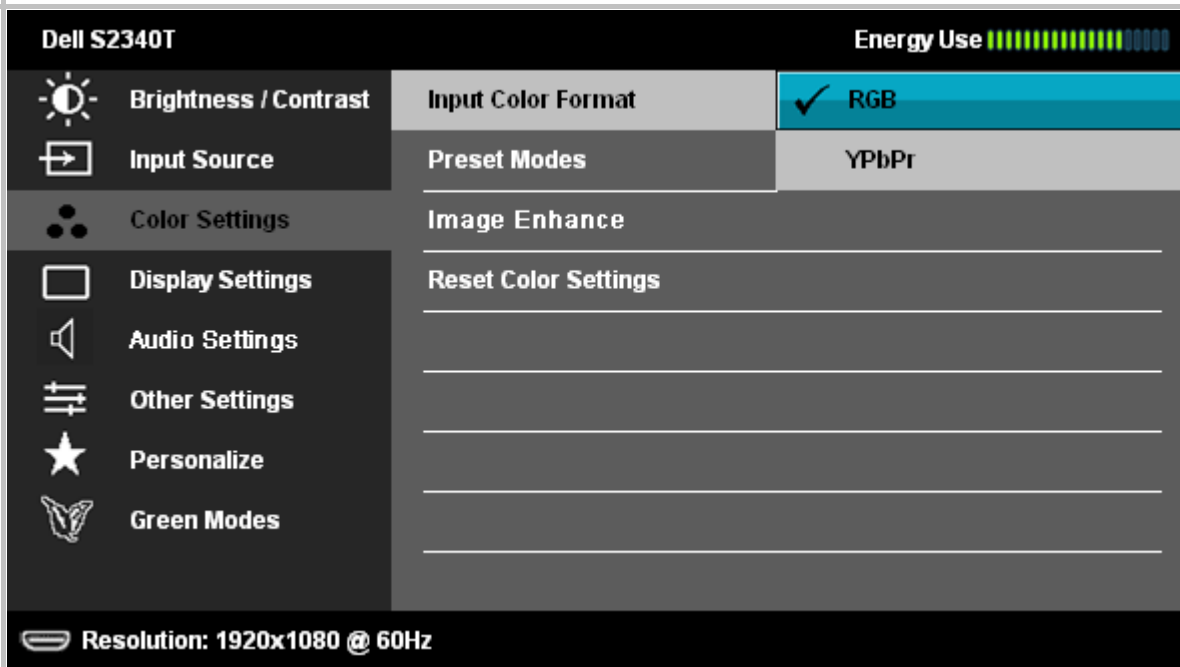 Dell S2340T Energy Use
Brightness / Contrast Input Color Format RGB
Input Source Preset Modes YPbPr
Color Settings Image Enhance
Display Settings Reset Color Settings
Audio Settings
Other Settings
Personalize
Green Modes
Resolution: 1920x1080 @ 60Hz